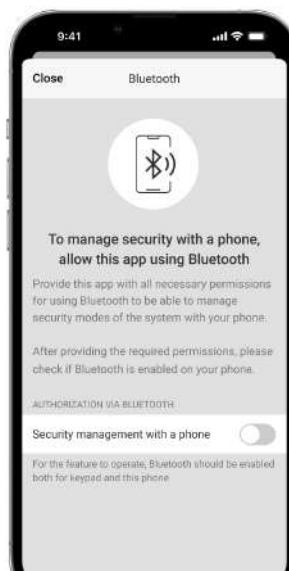 9:41
Close
Bluetooth
To manage security with a phone,
allow this app using Bluetooth
Provide this app with all necessary permissions
for using Bluetooth to be able to manage
security modes of the system with your phone.
After providing the required permissions, please
check if Bluetooth is enabled on your phone.
AUTHORIZATION VIA BLUETOOTH
Security management with a phone
For the feature to operate, Bluetooth should be enabled
both for keypad and this phone